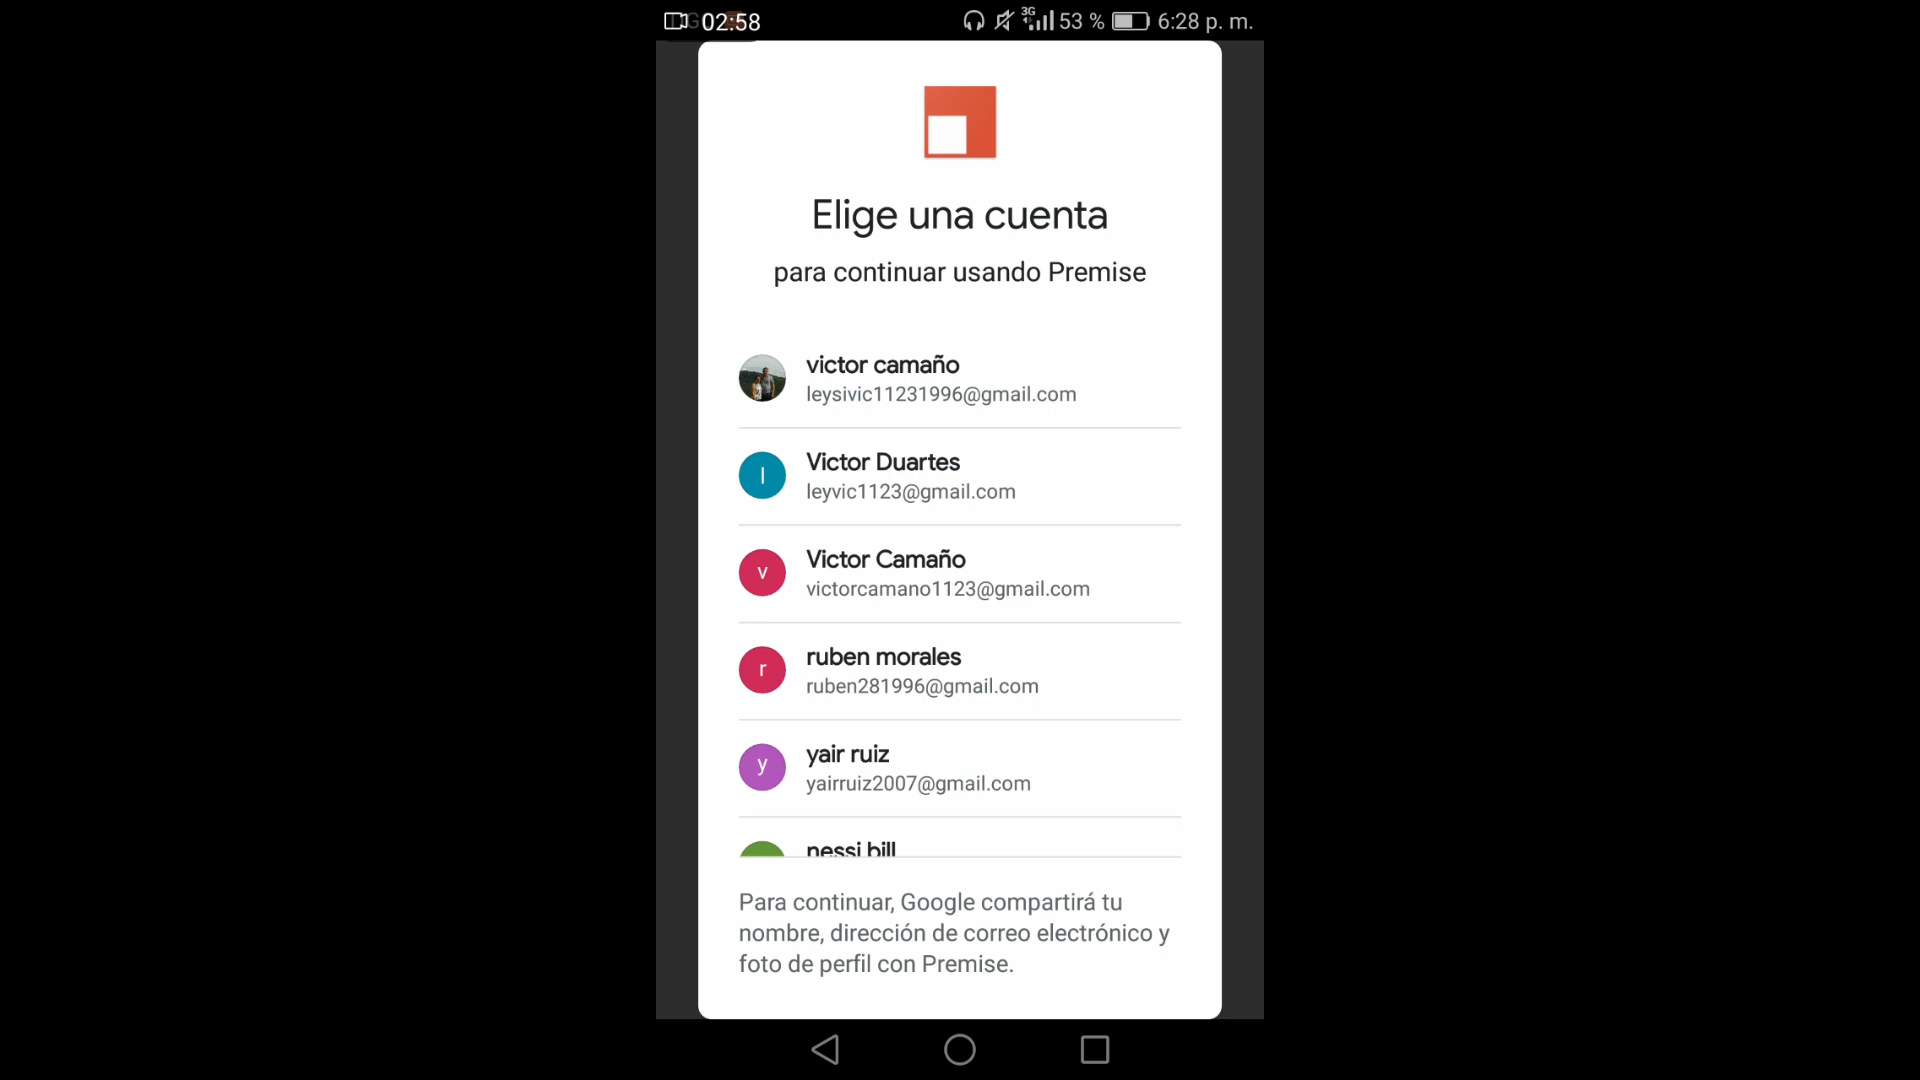 02:58 3G 53 % 6:28 p. m.
Elige una cuenta
para continuar usando Premise
victor camaño
leysivic11231996@gmail.com
l
Victor Duartes
leyvic1123@gmail.com
v
Victor Camaño
victorcamano1123@gmail.com
r
ruben morales
ruben281996@gmail.com
y
yair ruiz
yairruiz2007@gmail.com
nessi bill
Para continuar, Google compartirá tu
nombre, dirección de correo electrónico y
foto de perfil con Premise.